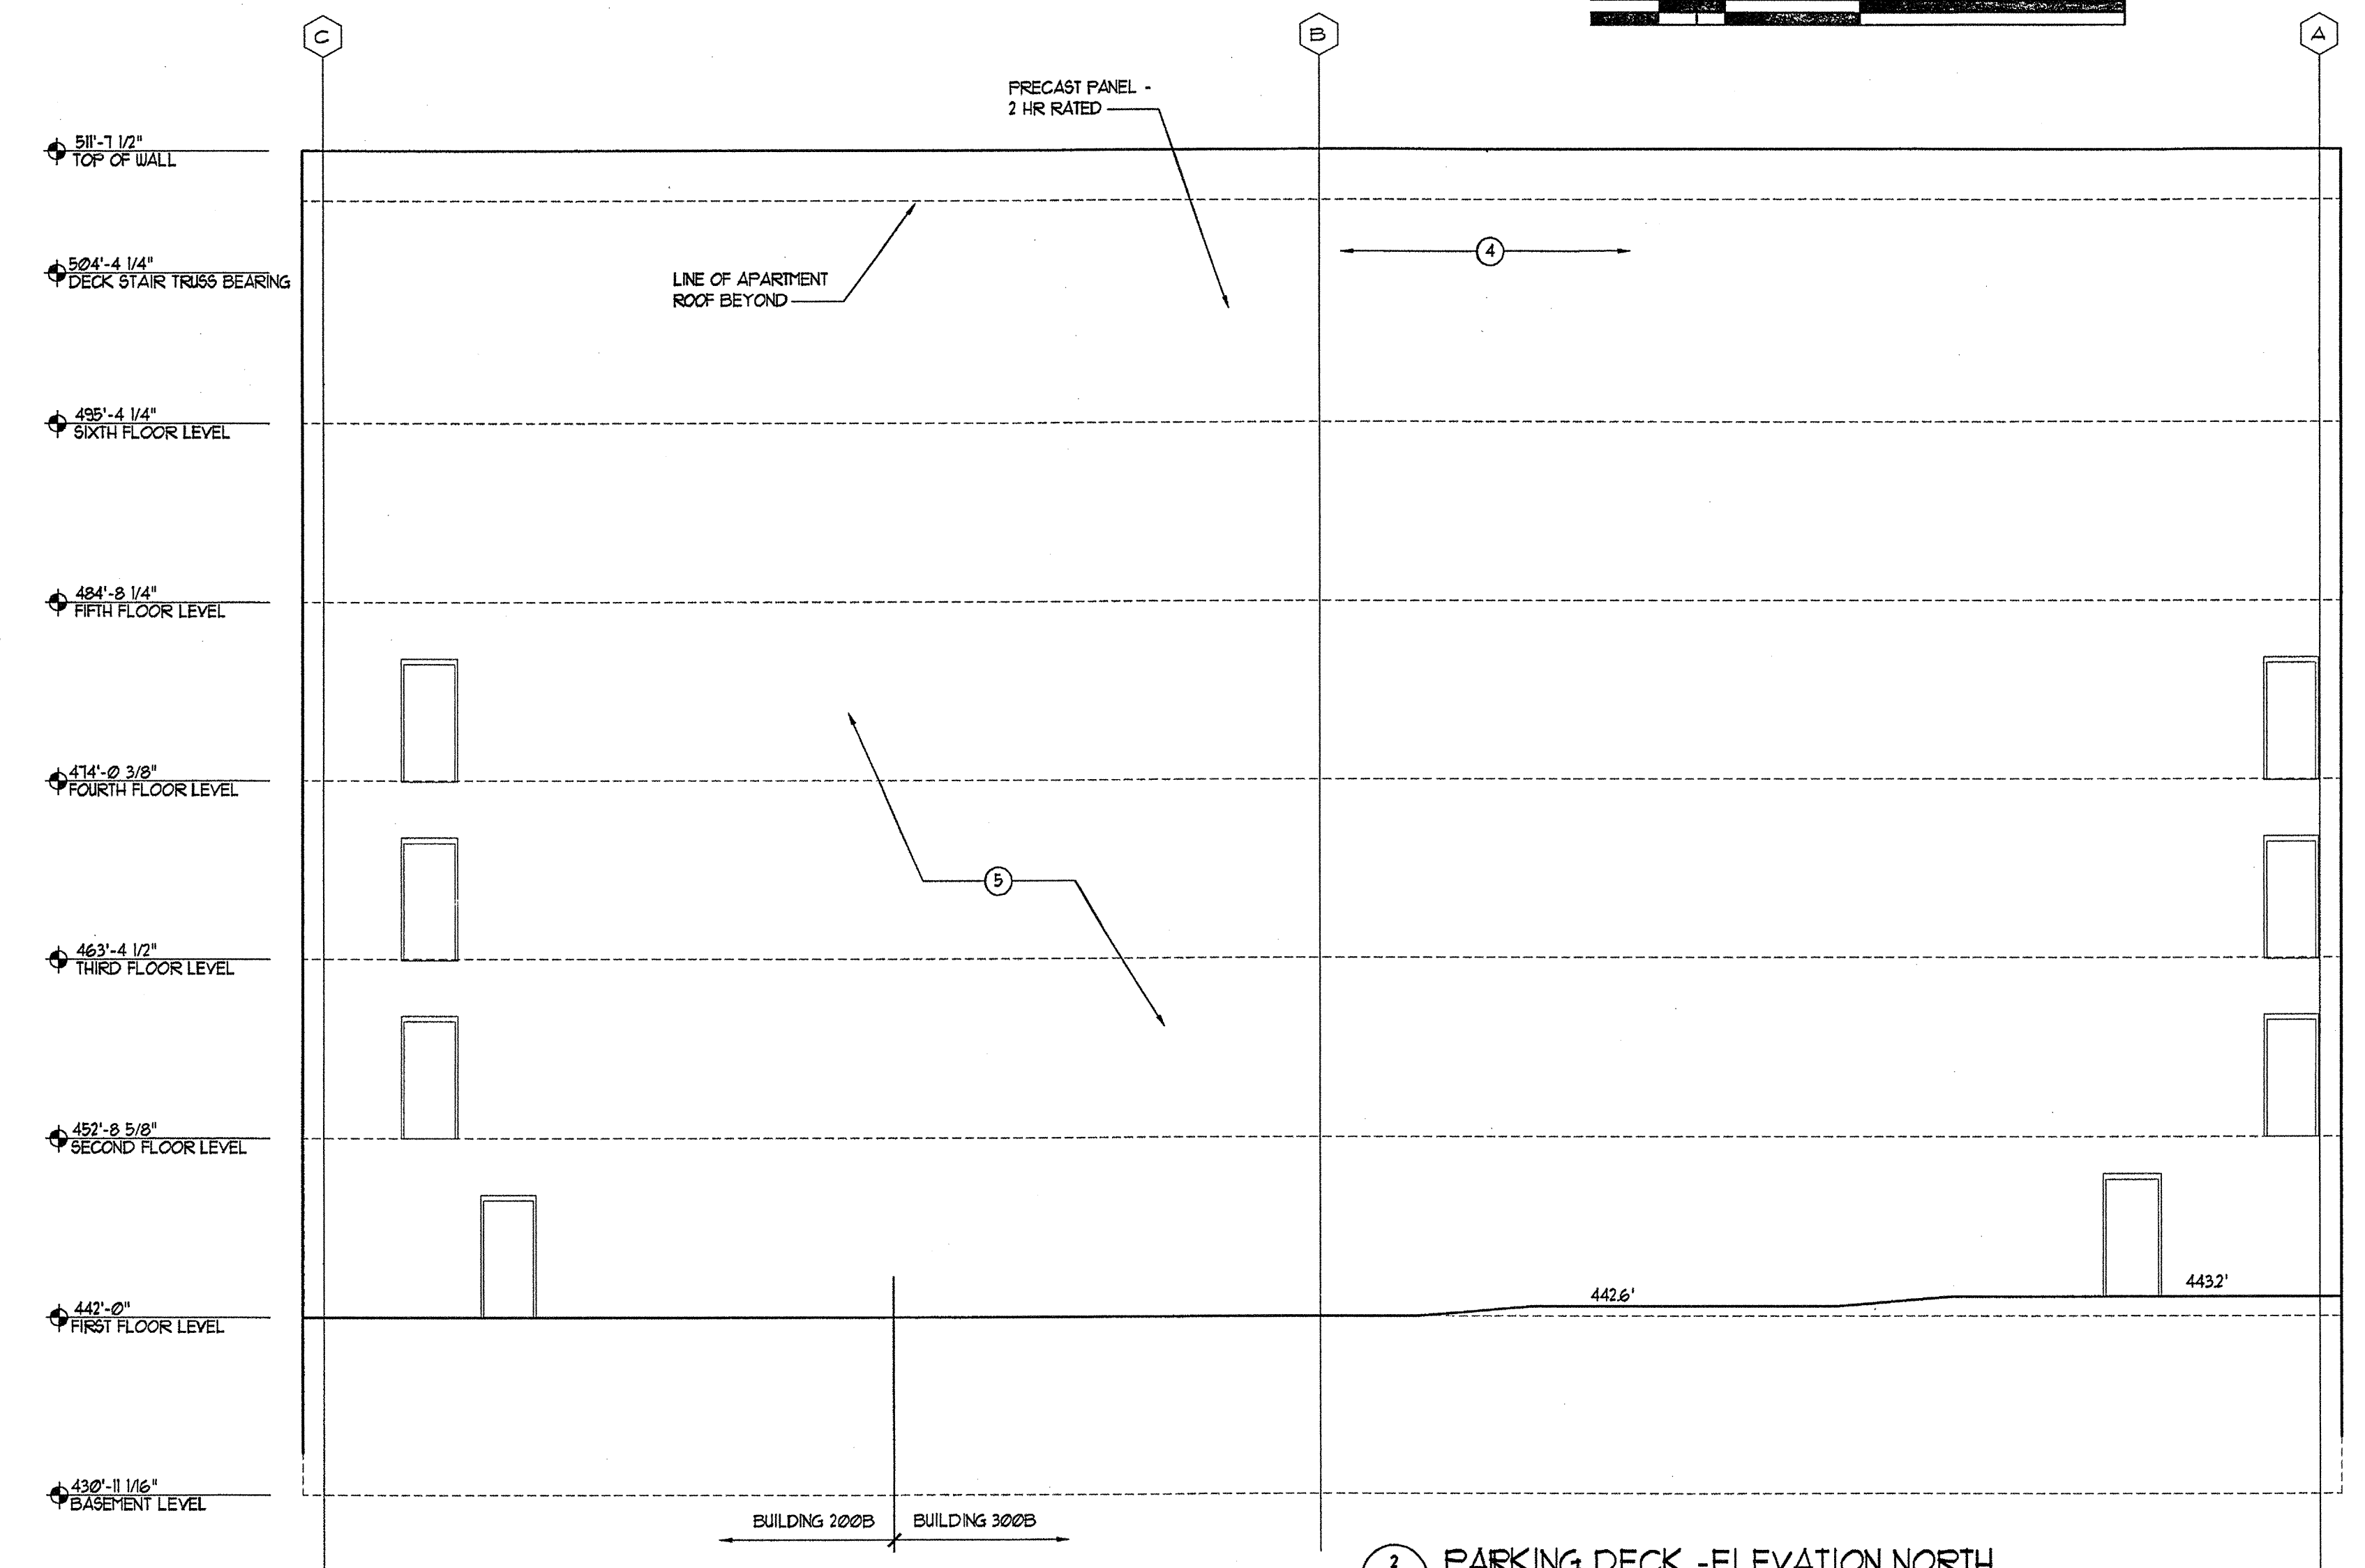 C
B
A
PRECAST PANEL -
2 HR RATED
511'-7 1/2"
TOP OF WALL
4
504'-4 1/4"
DECK STAIR TRUSS BEARING
LINE OF APARTMENT
ROOF BEYOND
495'-4 1/4"
SIXTH FLOOR LEVEL
484'-8 1/4"
FIFTH FLOOR LEVEL
474'-0 3/8"
FOURTH FLOOR LEVEL
5
463'-4 1/2"
THIRD FLOOR LEVEL
452'-8 5/8"
SECOND FLOOR LEVEL
442.6'
443.2'
442'-0"
FIRST FLOOR LEVEL
430'-11 1/16"
BASEMENT LEVEL
BUILDING 200B
BUILDING 300B
2
PARKING DECK -ELEVATION NORTH